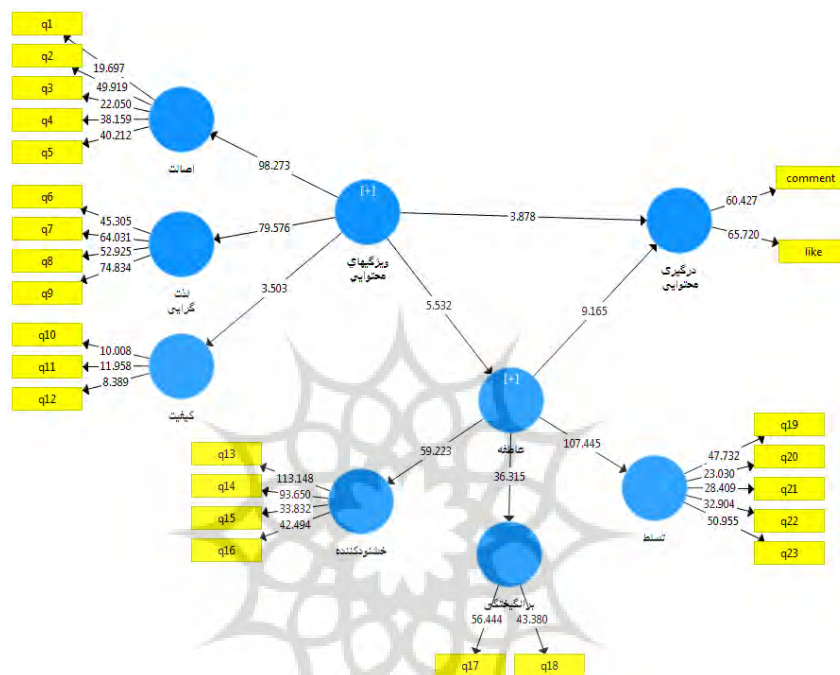 q1
q2
q3
q4
q5
19.697
49.919
22.050
38.159
40.212
اصالت
98.273
q6
q7
q8
q9
45.305
64.031
52.925
74.834
لذت
گرایی
79.576
q10
q11
q12
10.008
11.958
8.389
کیفیت
3.503
[+]
ویژگیهای
محتوایی
3.878
5.532
comment
like
60.427
65.720
درگیری
محتوایی
9.165
[+]
عاطفه
59.223
36.315
107.445
q13
q14
q15
q16
113.148
93.650
33.832
42.494
خشنودکننده
برانگیختگی
56.444
43.380
q17
q18
q19
q20
q21
q22
q23
47.732
23.030
28.409
32.904
50.955
تسلط